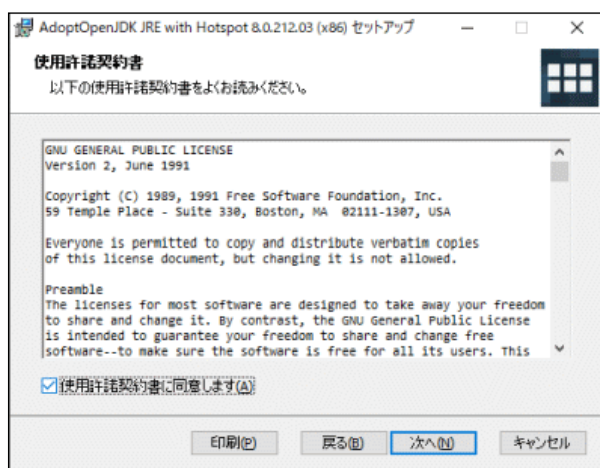 AdoptOpenJDK JRE with Hotspot 8.0.212.03 (x86) セットアップ
使用許諾契約書
以下の使用許諾契約書をよくお読みください。
GNU GENERAL PUBLIC LICENSE
Version 2, June 1991
Copyright (C) 1989, 1991 Free Software Foundation, Inc.
59 Temple Place - Suite 330, Boston, MA 02111-1307, USA
Everyone is permitted to copy and distribute verbatim copies
of this license document, but changing it is not allowed.
Preamble
The licenses for most software are designed to take away your freedom
to share and change it. By contrast, the GNU General Public License
is intended to guarantee your freedom to share and change free
software--to make sure the software is free for all its users. This
使用許諾契約書に同意します(A)
印刷(P) 戻る(B) 次へ(N) キャンセル